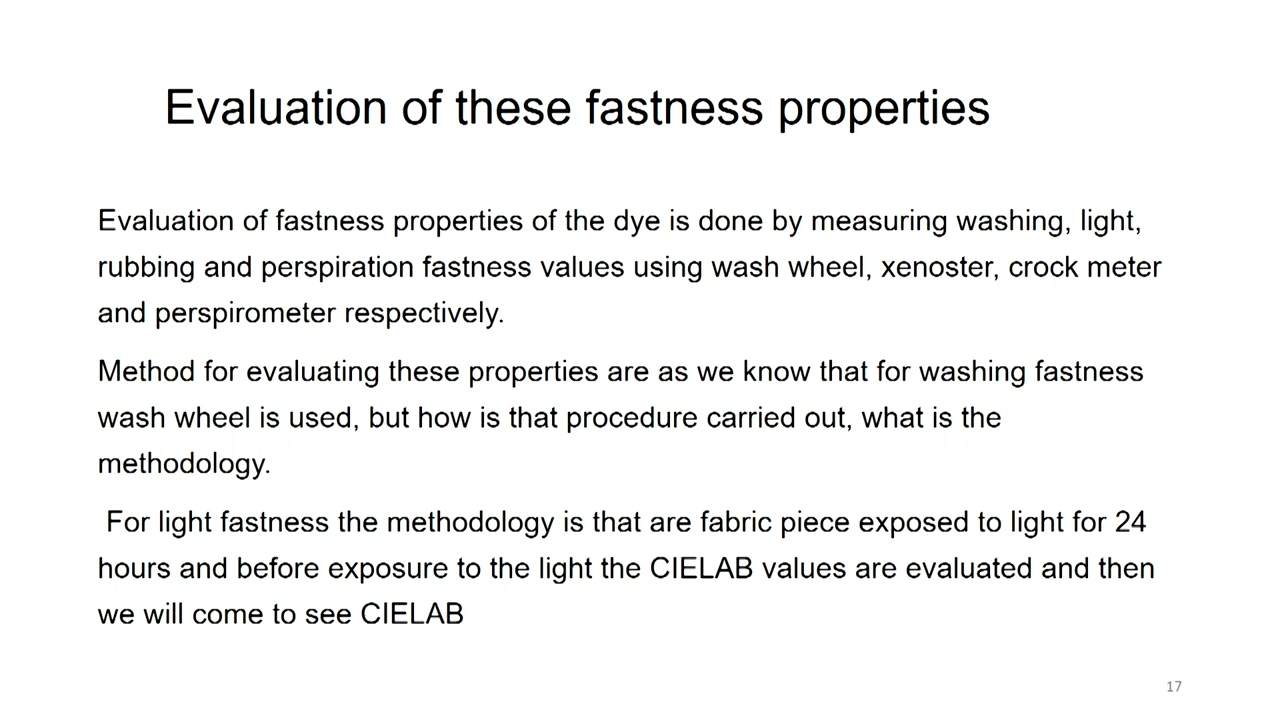 Evaluation of these fastness properties
Evaluation of fastness properties of the dye is done by measuring washing, light,
rubbing and perspiration fastness values using wash wheel, xenoster, crock meter
and perspirometer respectively.
Method for evaluating these properties are as we know that for washing fastness
wash wheel is used, but how is that procedure carried out, what is the
methodology.
For light fastness the methodology is that are fabric piece exposed to light for 24
hours and before exposure to the light the CIELAB values are evaluated and then
we will come to see CIELAB
17